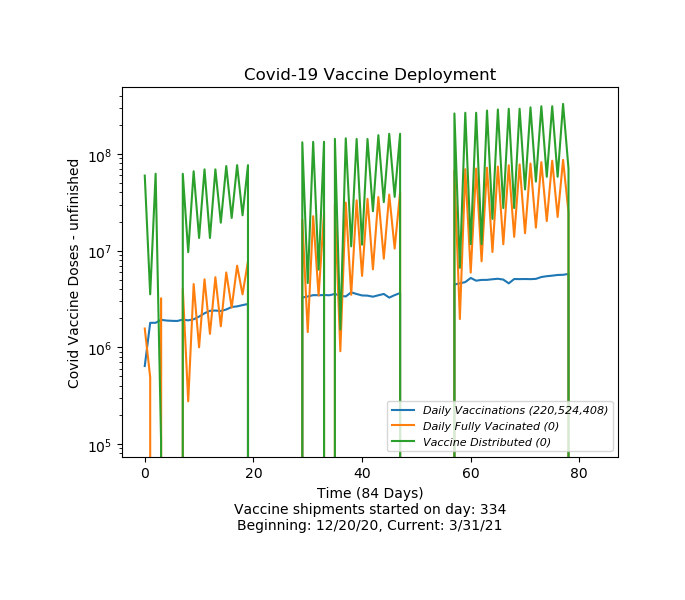 Covid-19 Vaccine Deployment
Covid Vaccine Doses - unfinished
10^8
10^7
10^6
10^5
0 20 40 60 80
Daily Vaccinations (220,524,408)
Daily Fully Vacinated (0)
Vaccine Distributed (0)
Time (84 Days)
Vaccine shipments started on day: 334
Beginning: 12/20/20, Current: 3/31/21